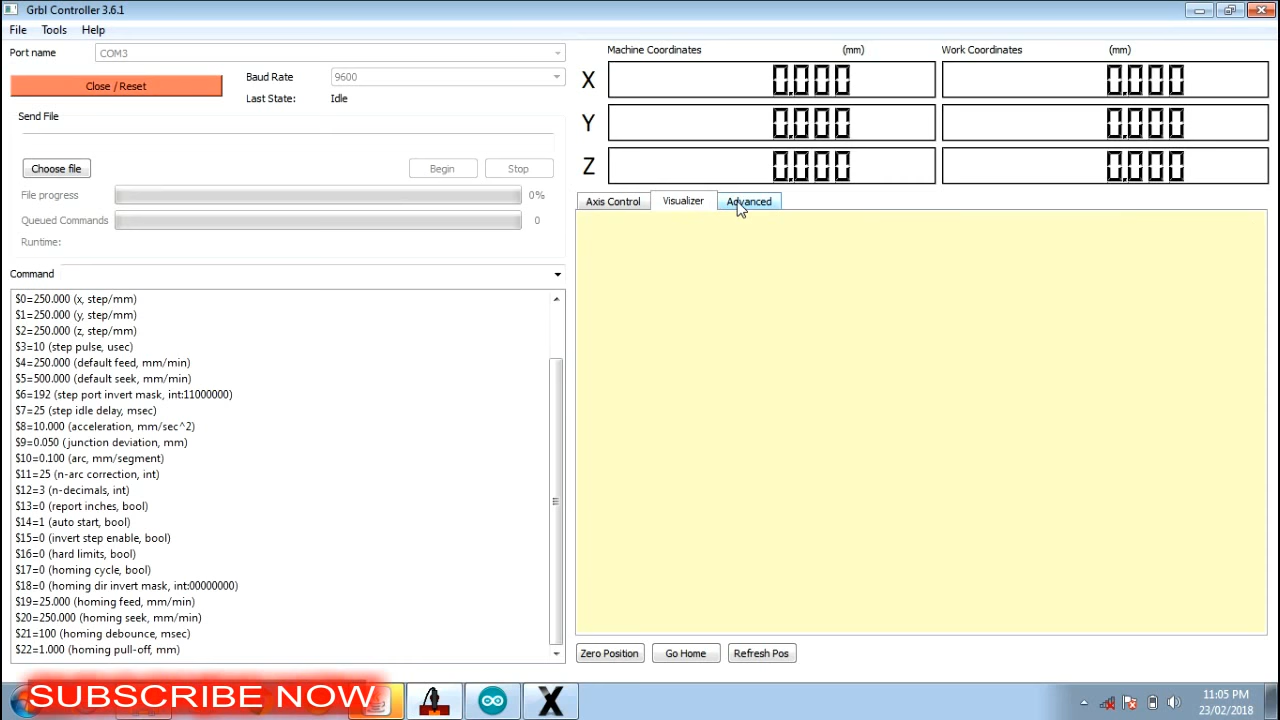 Grbl Controller 3.6.1
File Tools Help
Port name COM3
Close / Reset
Baud Rate 9600
Last State: Idle
Send File
Choose file
Begin Stop
File progress 0%
Queued Commands 0
Runtime:
Command
$0=250.000 (x, step/mm)
$1=250.000 (y, step/mm)
$2=250.000 (z, step/mm)
$3=10 (step pulse, usec)
$4=250.000 (default feed, mm/min)
$5=500.000 (default seek, mm/min)
$6=192 (step port invert mask, int:11000000)
$7=25 (step idle delay, msec)
$8=10.000 (acceleration, mm/sec^2)
$9=0.050 (junction deviation, mm)
$10=0.100 (arc, mm/segment)
$11=25 (n-arc correction, int)
$12=3 (n-decimals, int)
$13=0 (report inches, bool)
$14=1 (auto start, bool)
$15=0 (invert step enable, bool)
$16=0 (hard limits, bool)
$17=0 (homing cycle, bool)
$18=0 (homing dir invert mask, int:00000000)
$19=25.000 (homing feed, mm/min)
$20=250.000 (homing seek, mm/min)
$21=100 (homing debounce, msec)
$22=1.000 (homing pull-off, mm)
Machine Coordinates (mm) Work Coordinates (mm)
X 0.000 0.000
Y 0.000 0.000
Z 0.000 0.000
Axis Control Visualizer Advanced
Zero Position Go Home Refresh Pos
SUBSCRIBE NOW
X
11:05 PM
23/02/2018